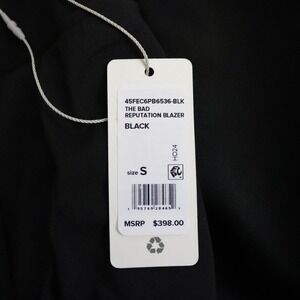 45FEC6PB6536-BLK
THE BAD
REPUTATION BLAZER
BLACK
HO24
size S
MSRP $398.00